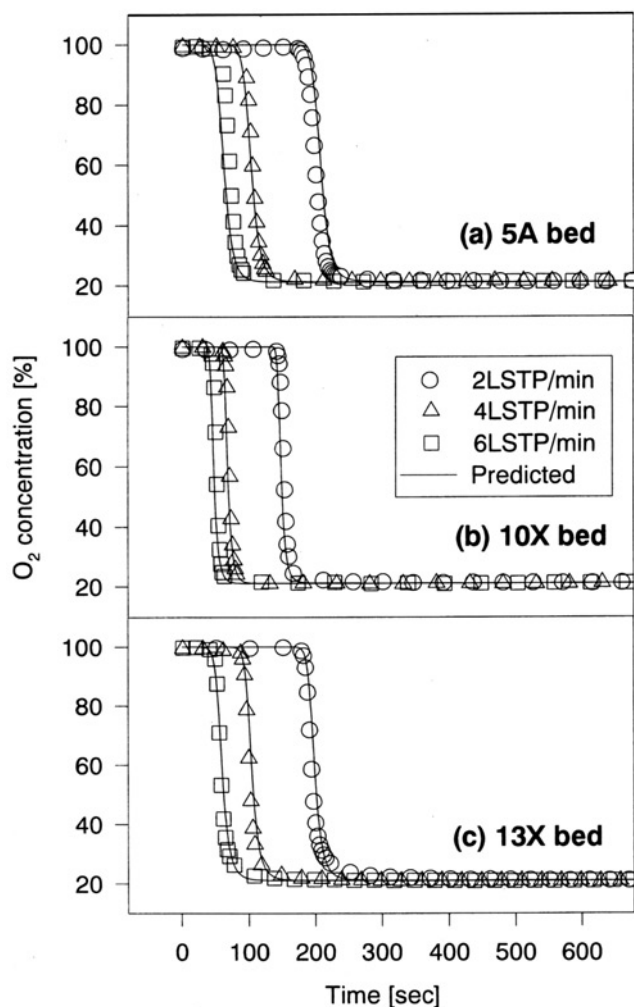 100
80
60
40
20
(a) 5A bed
100
80
60
40
20
2LSTP/min
4LSTP/min
6LSTP/min
Predicted
(b) 10X bed
O₂ concentration [%]
100
80
60
40
20
(c) 13X bed
0 100 200 300 400 500 600
Time [sec]